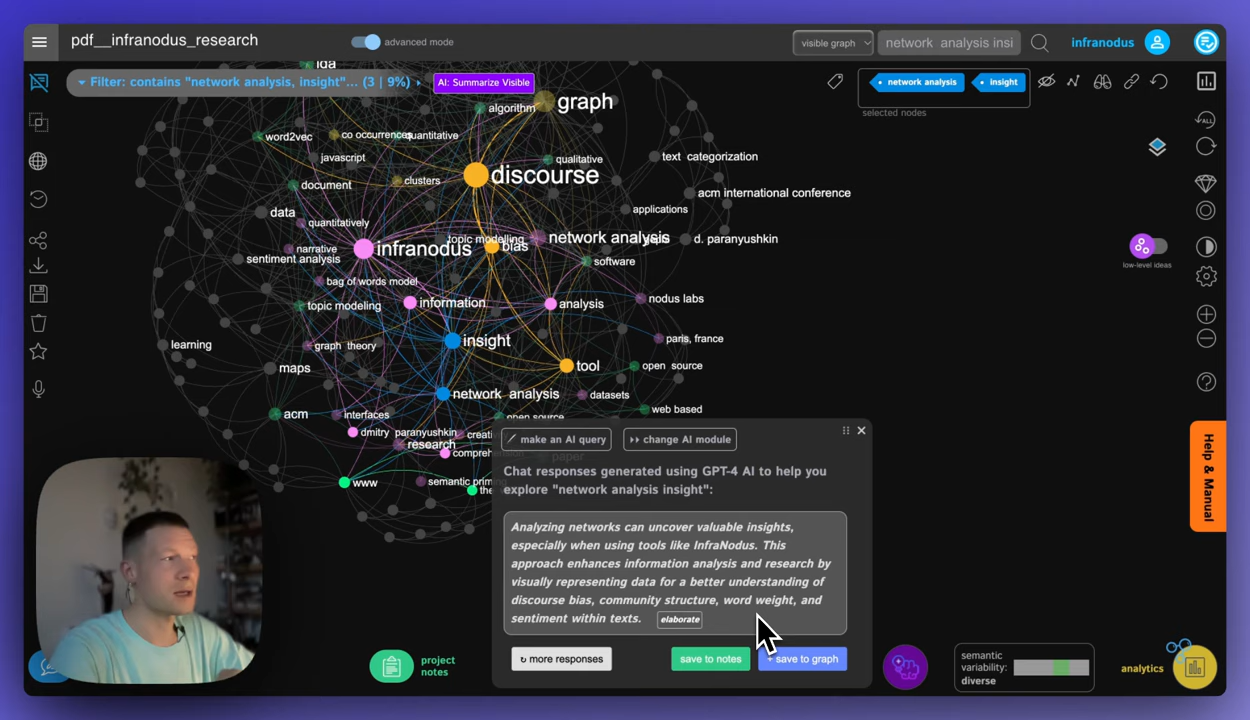 pdf__infranodus_research
advanced mode
visible graph
network analysis insi
infranodus
Filter: contains "network analysis, insight"... (3 | 9%)
AI: Summarize Visible
network analysis
insight
selected nodes
lda
graph
algorithm
word2vec
co occurrences
quantitative
javascript
qualitative
text categorization
discourse
clusters
document
acm international conference
data
applications
quantitatively
topic modelling
network analysis
d. paranyushkin
narrative
infranodus
bias
sentiment analysis
software
low-level ideas
bag of words model
topic modeling
information
analysis
nodus labs
learning
graph theory
insight
paris, france
maps
tool
open source
network analysis
datasets
acm
interfaces
open source
web based
dmitry paranyushkin
research
www
make an AI query
change AI module
paper
Chat responses generated using GPT-4 AI to help you
explore "network analysis insight":
Analyzing networks can uncover valuable insights,
especially when using tools like InfraNodus. This
approach enhances information analysis and research by
visually representing data for a better understanding of
discourse bias, community structure, word weight, and
sentiment within texts.
elaborate
more responses
save to notes
+ save to graph
Help & Manual
project
notes
semantic
variability:
diverse
analytics